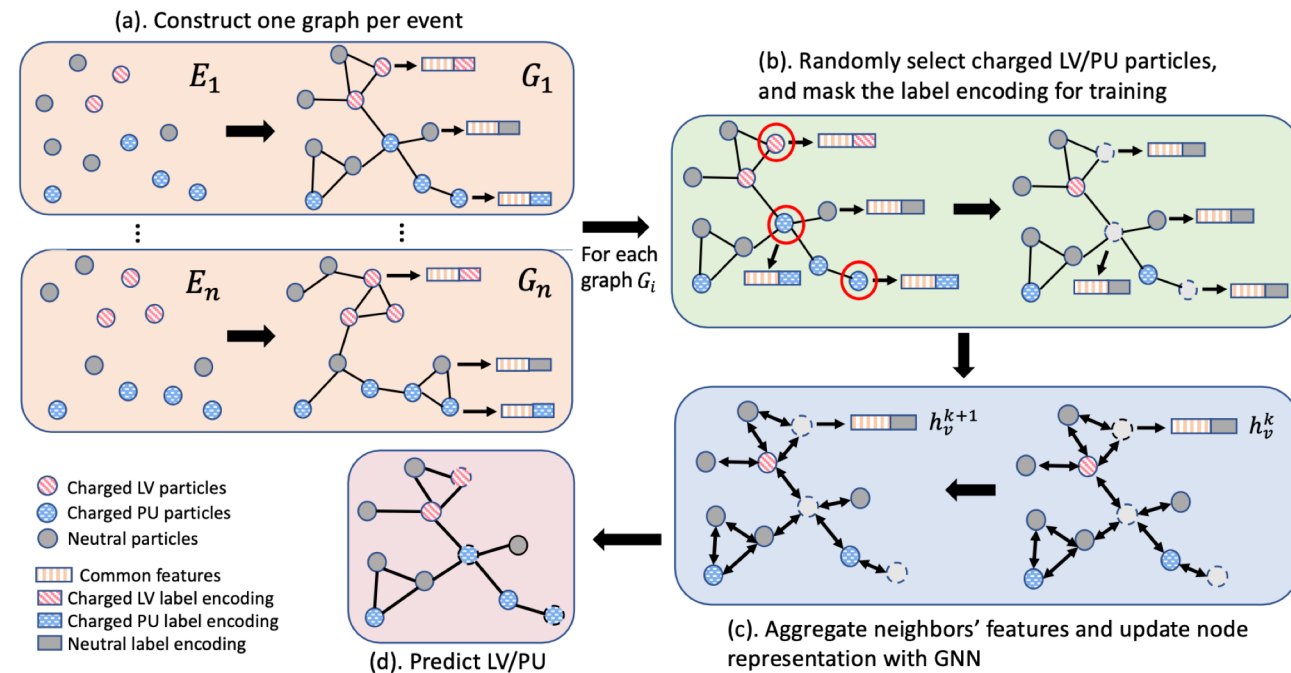 (a). Construct one graph per event
E₁
G₁
⋮
⋮
Eₙ
Gₙ
For each
graph Gᵢ
(b). Randomly select charged LV/PU particles,
and mask the label encoding for training
h_v^{k+1}
h_v^k
(c). Aggregate neighbors' features and update node
representation with GNN
(d). Predict LV/PU
Charged LV particles
Charged PU particles
Neutral particles
Common features
Charged LV label encoding
Charged PU label encoding
Neutral label encoding